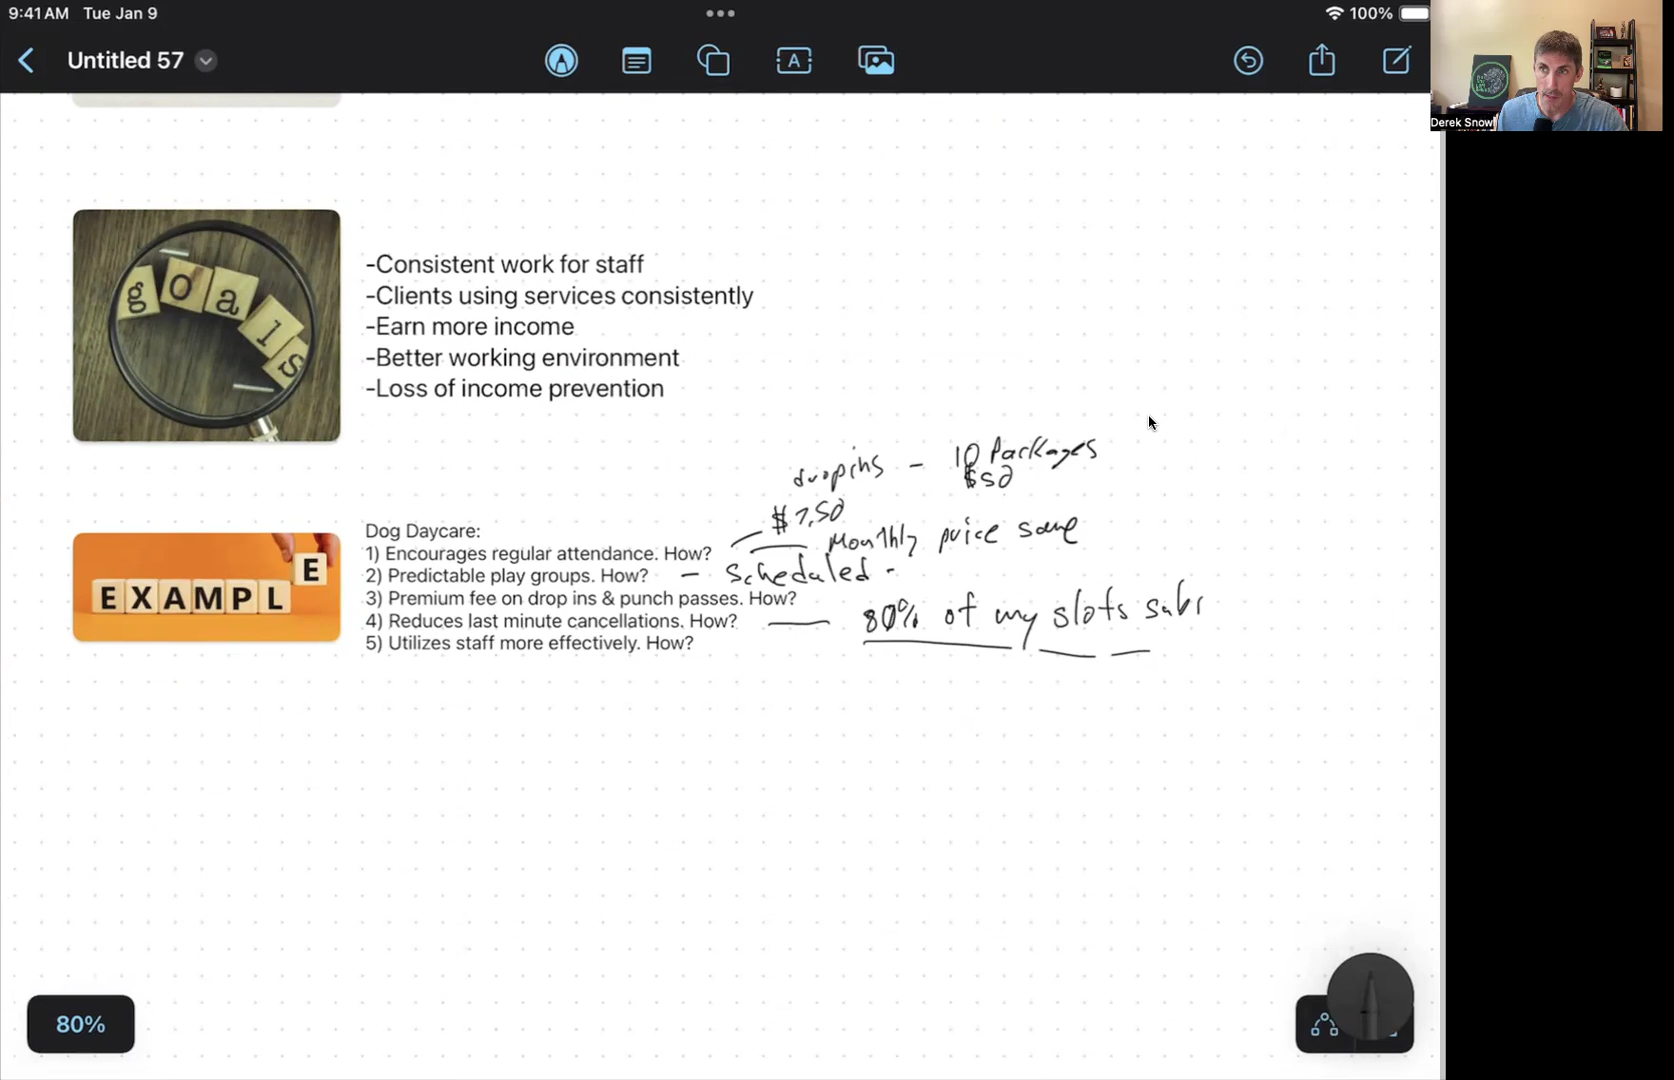 9:41 AM Tue Jan 9
100%
Untitled 57
A
Derek Snow
goals
-Consistent work for staff
-Clients using services consistently
-Earn more income
-Better working environment
-Loss of income prevention
dropins - 10 Packages
$50
$7.50
Monthly price same
EXAMPLE
Dog Daycare:
1) Encourages regular attendance. How?
2) Predictable play groups. How? - Scheduled -
3) Premium fee on drop ins & punch passes. How?
4) Reduces last minute cancellations. How?
80% of my slots subs
5) Utilizes staff more effectively. How?
80%